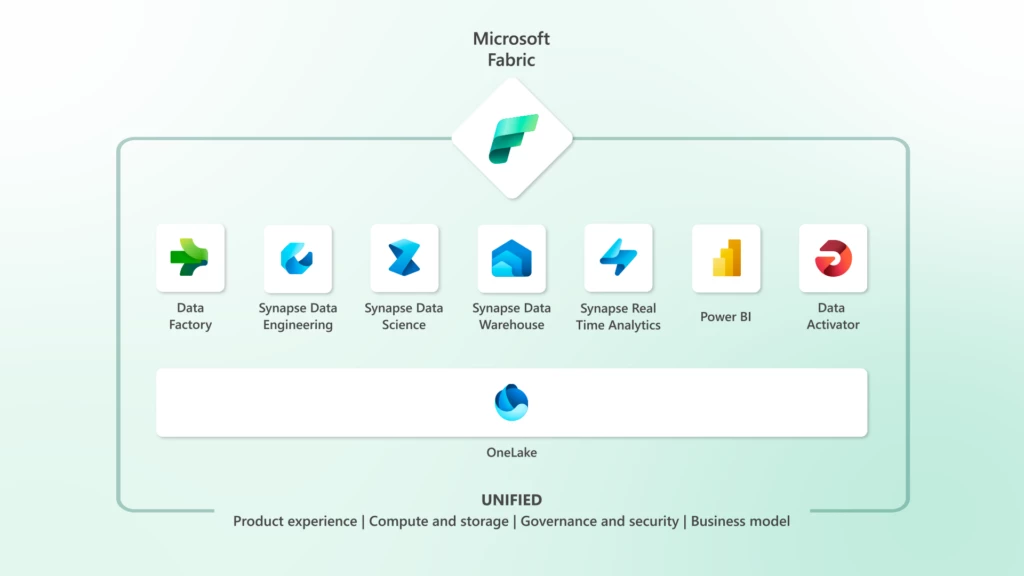 Microsoft
Fabric
Data
Factory
Synapse Data
Engineering
Synapse Data
Science
Synapse Data
Warehouse
Synapse Real
Time Analytics
Power BI
Data
Activator
OneLake
UNIFIED
Product experience | Compute and storage | Governance and security | Business model